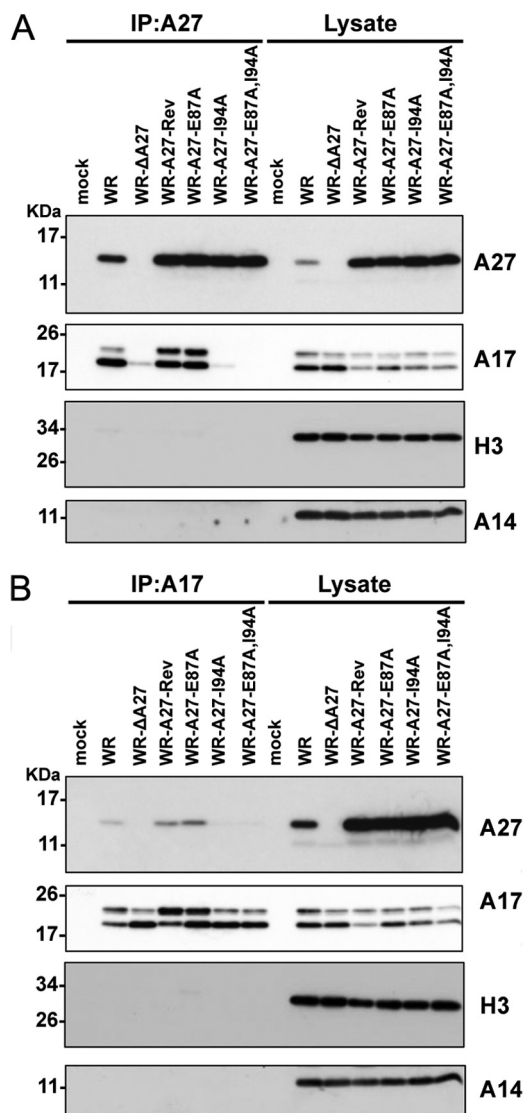 A
IP:A27 Lysate
mock WR WR-ΔA27 WR-A27-Rev WR-A27-E87A WR-A27-I94A WR-A27-E87A,I94A mock WR WR-ΔA27 WR-A27-Rev WR-A27-E87A WR-A27-I94A WR-A27-E87A,I94A
KDa
17-
A27
11-
26-
A17
17-
34-
H3
26-
11-
A14
B
IP:A17 Lysate
mock WR WR-ΔA27 WR-A27-Rev WR-A27-E87A WR-A27-I94A WR-A27-E87A,I94A mock WR WR-ΔA27 WR-A27-Rev WR-A27-E87A WR-A27-I94A WR-A27-E87A,I94A
KDa
17-
A27
11-
26-
A17
17-
34-
H3
26-
11-
A14